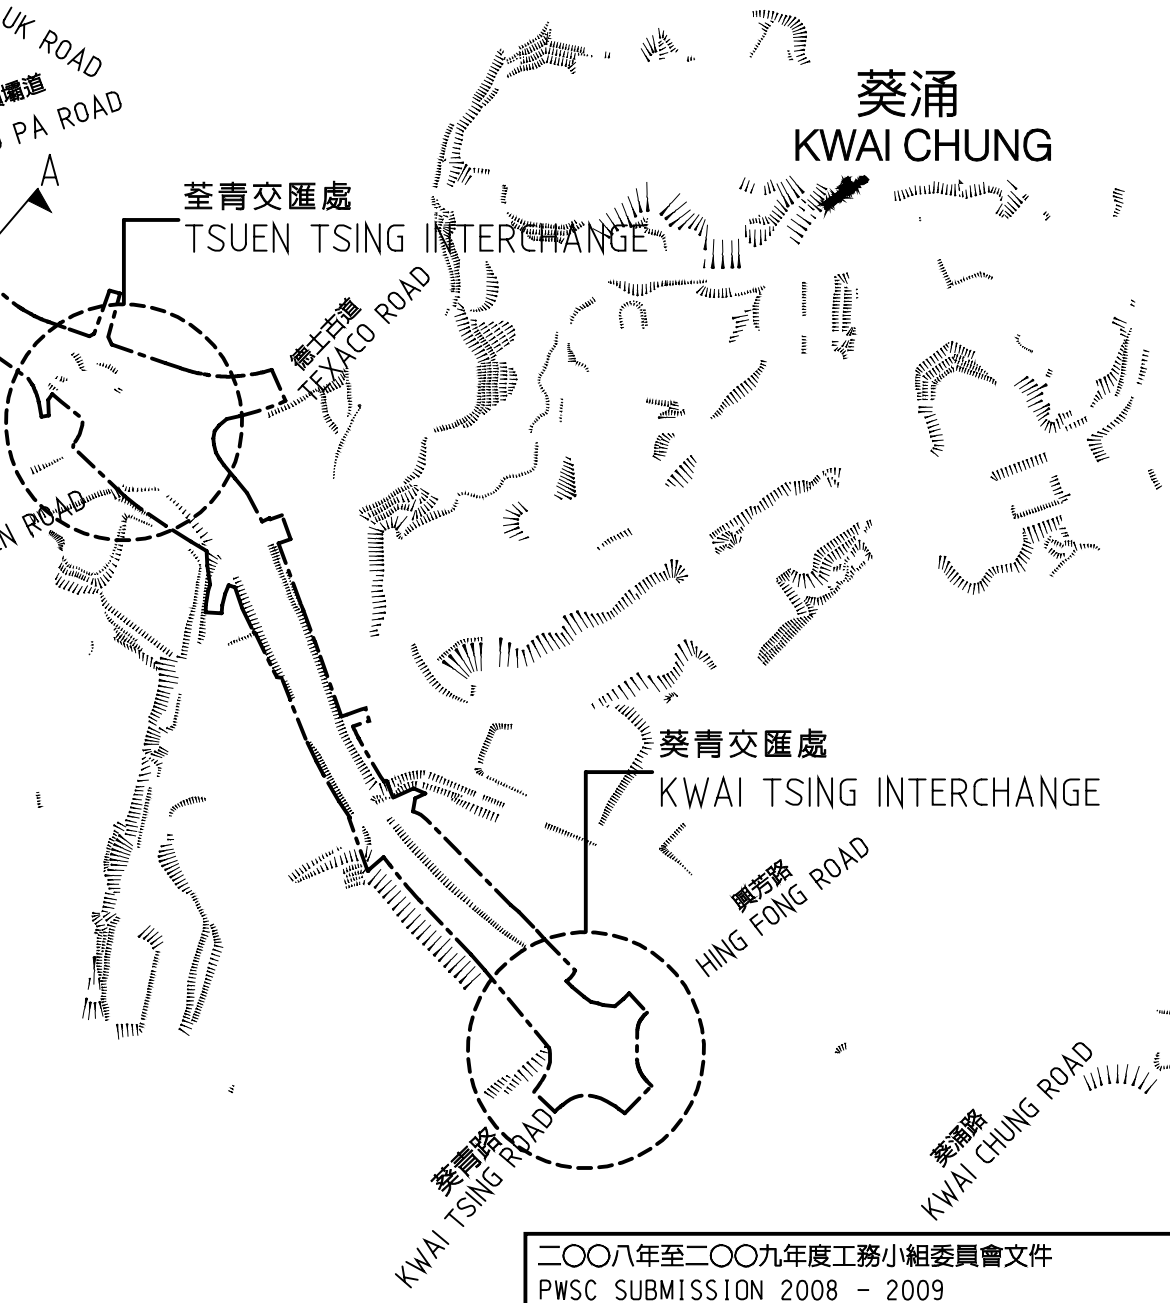 UK ROAD
壩道
PA ROAD
A
葵涌
KWAI CHUNG
荃青交匯處
TSUEN TSING INTERCHANGE
德士古道
TEXACO ROAD
ROAD
葵青交匯處
KWAI TSING INTERCHANGE
興芳路
HING FONG ROAD
葵青路
KWAI TSING ROAD
葵涌路
KWAI CHUNG ROAD
二〇〇八年至二〇〇九年度工務小組委員會文件
PWSC SUBMISSION 2008 - 2009